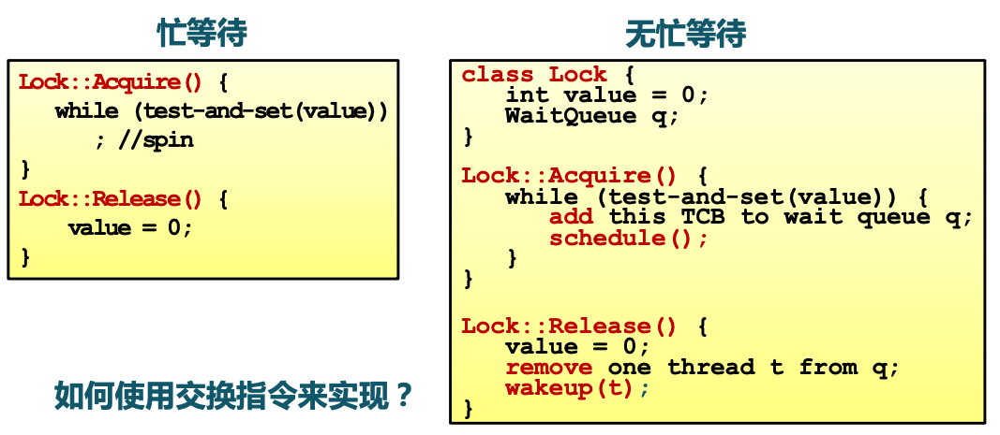 忙等待
Lock::Acquire() {
while (test-and-set(value))
; //spin
}
Lock::Release() {
value = 0;
}
如何使用交换指令来实现？
无忙等待
class Lock {
int value = 0;
WaitQueue q;
}
Lock::Acquire() {
while (test-and-set(value)) {
add this TCB to wait queue q;
schedule();
}
}
Lock::Release() {
value = 0;
remove one thread t from q;
wakeup(t);
}